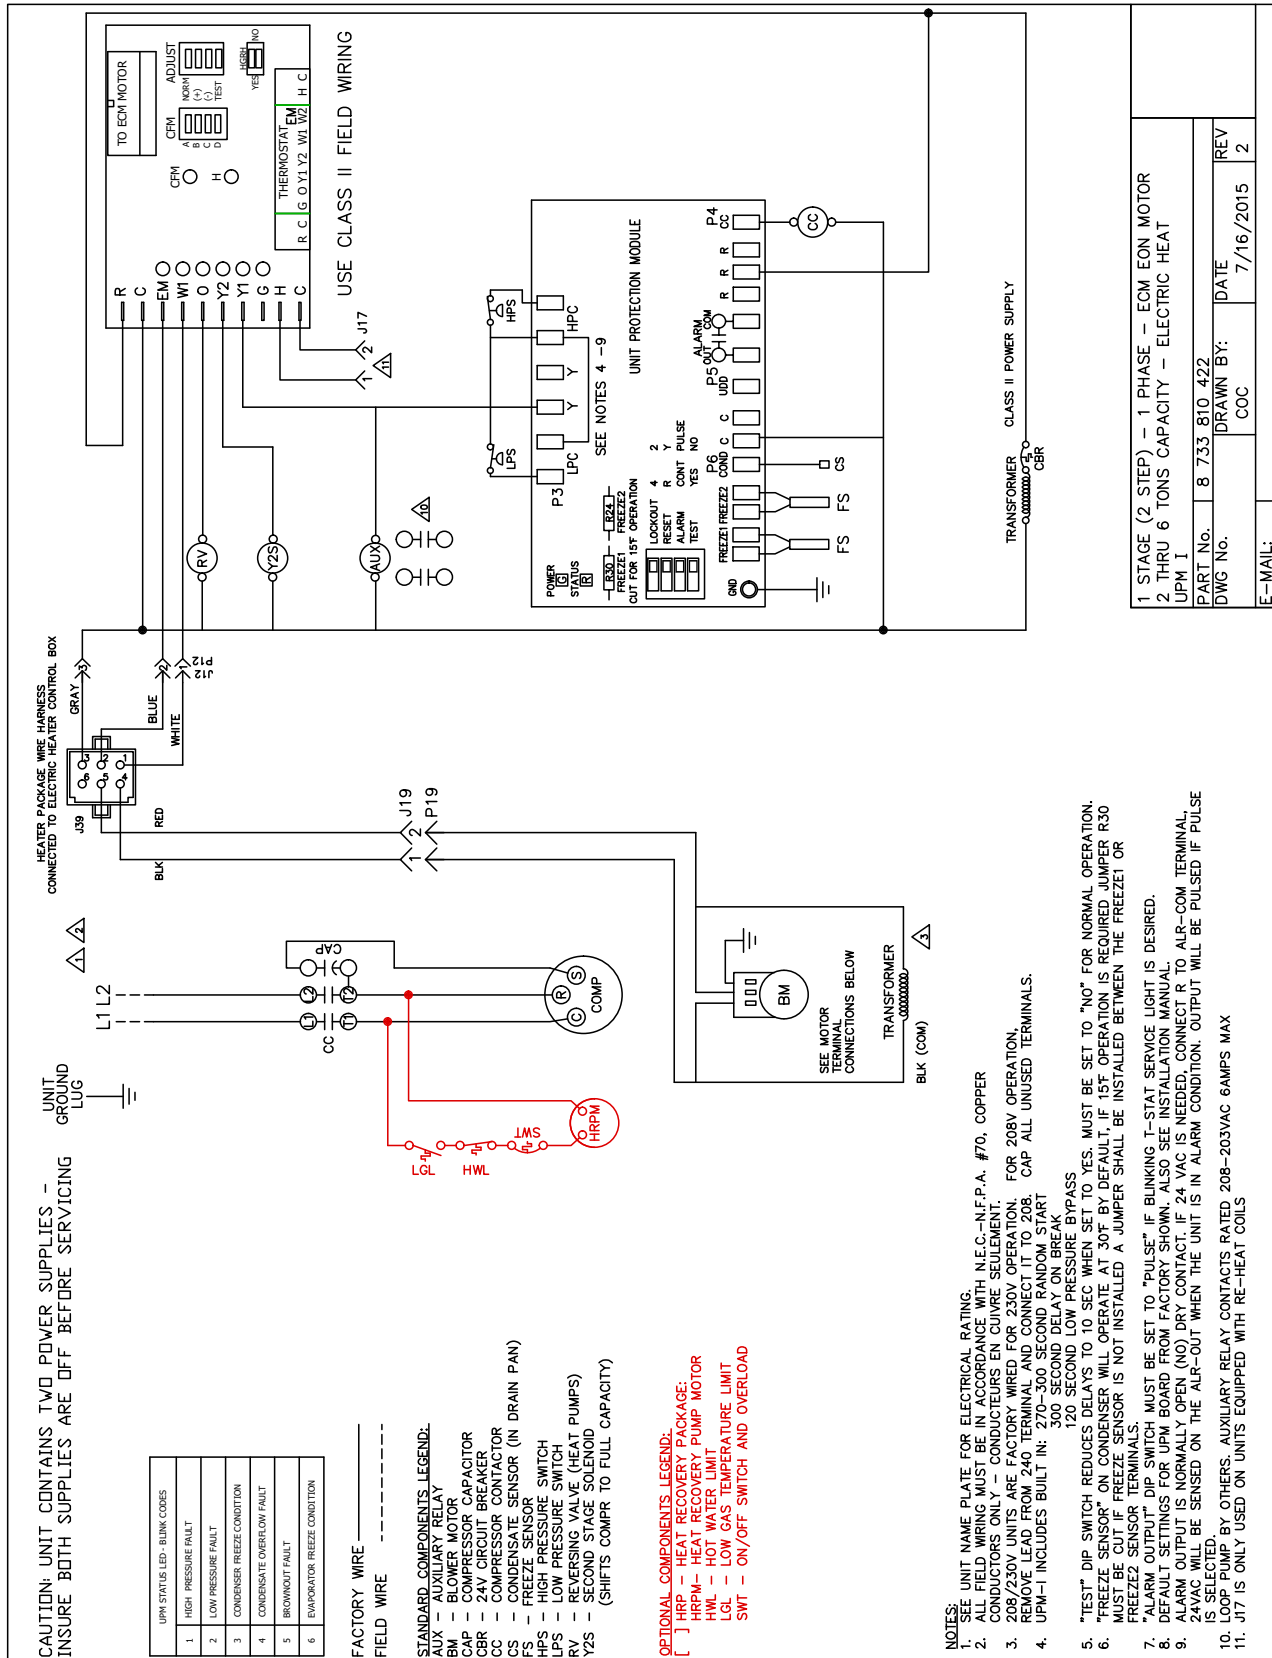 CAUTION: UNIT CONTAINS TWO POWER SUPPLIES -
INSURE BOTH SUPPLIES ARE OFF BEFORE SERVICING
UNIT
GROUND
LUG
L1 L2
1
2
HEATER PACKAGE WIRE HARNESS
CONNECTED TO ELECTRIC HEATER CONTROL BOX
J39
3
2
1
6
5
4
GRAY
BLUE
WHITE
BLK
RED
3
2
1
J12
P12
J19
P19
2
1
CC
L1
T1
L2
T2
CAP
C
R
S
COMP
LGL
HWL
SWT
HRPM
BM
SEE MOTOR
TERMINAL
CONNECTIONS BELOW
TRANSFORMER
BLK (COM)
3
TO ECM MOTOR
CFM
A
B
C
D
ADJUST
NORM
(+)
(-)
TEST
HGRH
YES
NO
CFM
H
THERMOSTAT
EM
R C G O Y1 Y2 W1 W2 H C
R
C
EM
W1
O
Y2
Y1
G
H
C
USE CLASS II FIELD WIRING
1
2
J17
11
RV
Y2S
AUX
10
LPS
HPS
P3
LPC
Y
Y
HPC
SEE NOTES 4 -9
UNIT PROTECTION MODULE
POWER
G
STATUS
R
R30
FREEZE1
R24
FREEZE2
CUT FOR 15°F OPERATION
LOCKOUT 4 2
RESET R Y
ALARM CONT PULSE
TEST YES NO
GND
FREEZE1
FREEZE2
COND
P6
C
C
UDD
P5
OUT
ALARM
COM
R
R
R
CC
P4
FS
FS
CS
CC
CLASS II POWER SUPPLY
TRANSFORMER
CBR
UPM STATUS LED - BLINK CODES
1 HIGH PRESSURE FAULT
2 LOW PRESSURE FAULT
3 CONDENSER FREEZE CONDITION
4 CONDENSATE OVERFLOW FAULT
5 BROWNOUT FAULT
6 EVAPORATOR FREEZE CONDITION
FACTORY WIRE
FIELD WIRE
STANDARD COMPONENTS LEGEND:
AUX - AUXILIARY RELAY
BM - BLOWER MOTOR
CAP - COMPRESSOR CAPACITOR
CBR - 24V CIRCUIT BREAKER
CC - COMPRESSOR CONTACTOR
CS - CONDENSATE SENSOR (IN DRAIN PAN)
FS - FREEZE SENSOR
HPS - HIGH PRESSURE SWITCH
LPS - LOW PRESSURE SWITCH
RV - REVERSING VALVE (HEAT PUMPS)
Y2S - SECOND STAGE SOLENOID
(SHIFTS COMPR TO FULL CAPACITY)
OPTIONAL COMPONENTS LEGEND:
[ ] HRP - HEAT RECOVERY PACKAGE:
HRPM- HEAT RECOVERY PUMP MOTOR
HWL - HOT WATER LIMIT
LGL - LOW GAS TEMPERATURE LIMIT
SWT - ON/OFF SWITCH AND OVERLOAD
NOTES:
1. SEE UNIT NAME PLATE FOR ELECTRICAL RATING.
2. ALL FIELD WIRING MUST BE IN ACCORDANCE WITH N.E.C.-N.F.P.A. #70, COPPER
CONDUCTORS ONLY - CONDUCTEURS EN CUIVRE SEULEMENT.
3. 208/230V UNITS ARE FACTORY WIRED FOR 230V OPERATION. FOR 208V OPERATION,
REMOVE LEAD FROM 240 TERMINAL AND CONNECT IT TO 208. CAP ALL UNUSED TERMINALS.
4. UPM-I INCLUDES BUILT IN: 270-300 SECOND RANDOM START
300 SECOND DELAY ON BREAK
120 SECOND LOW PRESSURE BYPASS
5. "TEST" DIP SWITCH REDUCES DELAYS TO 10 SEC WHEN SET TO YES. MUST BE SET TO "NO" FOR NORMAL OPERATION.
6. "FREEZE SENSOR" ON CONDENSER WILL OPERATE AT 30°F BY DEFAULT, IF 15°F OPERATION IS REQUIRED JUMPER R30
MUST BE CUT IF FREEZE SENSOR IS NOT INSTALLED A JUMPER SHALL BE INSTALLED BETWEEN THE FREEZE1 OR
FREEZE2 SENSOR TERMINALS.
7. "ALARM OUTPUT" DIP SWITCH MUST BE SET TO "PULSE" IF BLINKING T-STAT SERVICE LIGHT IS DESIRED.
8. DEFAULT SETTINGS FOR UPM BOARD FROM FACTORY SHOWN. ALSO SEE INSTALLATION MANUAL.
9. ALARM OUTPUT IS NORMALLY OPEN (NO) DRY CONTACT. IF 24 VAC IS NEEDED, CONNECT R TO ALR-COM TERMINAL,
24VAC WILL BE SENSED ON THE ALR-OUT WHEN THE UNIT IS IN ALARM CONDITION. OUTPUT WILL BE PULSED IF PULSE
IS SELECTED.
10. LOOP PUMP BY OTHERS. AUXILIARY RELAY CONTACTS RATED 208-203VAC 6AMPS MAX
11. J17 IS ONLY USED ON UNITS EQUIPPED WITH RE-HEAT COILS
1 STAGE (2 STEP) - 1 PHASE - ECM EON MOTOR
2 THRU 6 TONS CAPACITY - ELECTRIC HEAT
UPM I
PART No. 8 733 810 422
DWG No.
DRAWN BY:
COC
DATE
7/16/2015
REV
2
E-MAIL: